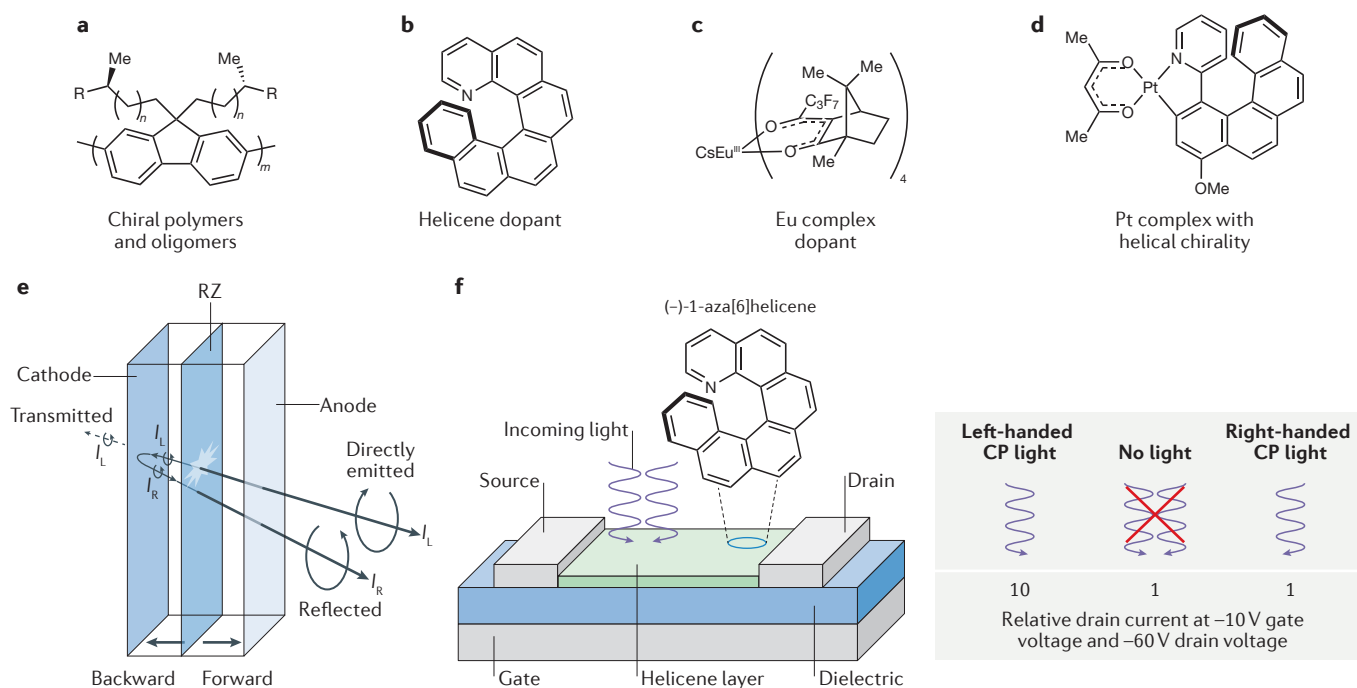 a
Me
Me
R
R
n
n
m
Chiral polymers
and oligomers
b
N
Helicene dopant
c
Me
Me
C3F7
O
O
CsEuIII
Me
4
Eu complex
dopant
d
Me
O
N
Pt
O
Me
OMe
Pt complex with
helical chirality
e
RZ
Cathode
Anode
Transmitted
IL
IL
IR
Directly
emitted
IL
IR
Reflected
Backward
Forward
f
(–)-1-aza[6]helicene
N
Incoming light
Source
Drain
Gate
Helicene layer
Dielectric
Left-handed
CP light
No light
Right-handed
CP light
10
1
1
Relative drain current at –10 V gate
voltage and –60 V drain voltage